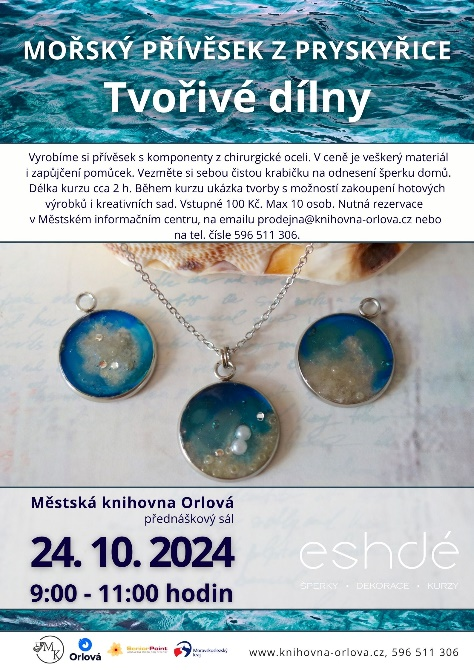 MOŘSKÝ PŘÍVĚSEK Z PRYSKYŘICE
Tvořivé dílny
Vyrobíme si přívěsek s komponenty z chirurgické oceli. V ceně je veškerý materiál
i zapůjčení pomůcek. Vezměte si sebou čistou krabičku na odnesení šperku domů.
Délka kurzu cca 2 h. Během kurzu ukázka tvorby s možností zakoupení hotových
výrobků i kreativních sad. Vstupné 100 Kč. Max 10 osob. Nutná rezervace
v Městském informačním centru, na emailu prodejna@knihovna-orlova.cz nebo
na tel. čísle 596 511 306.
Městská knihovna Orlová
přednáškový sál
24. 10. 2024
9:00 - 11:00 hodin
eshdé
ŠPERKY • DEKORACE • KURZY
Orlová
SeniorPoint
Moravskoslezský
kraj
www.knihovna-orlova.cz, 596 511 306